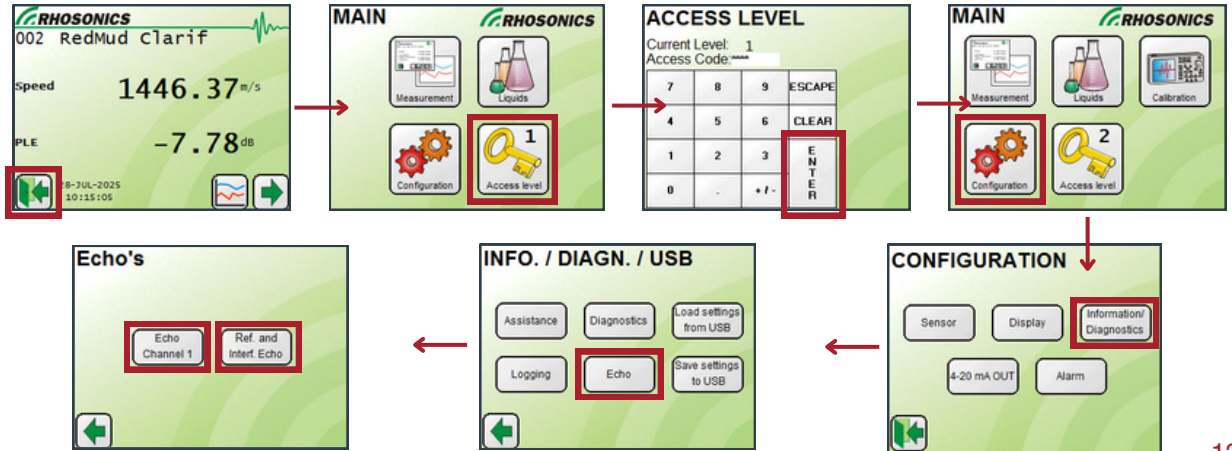 RHOSONICS
002 RedMud Clarif
Speed
1446.37 m/s
PLE
-7.78 dB
28-JUL-2025
10:15:05
MAIN
RHOSONICS
Measurement
Liquids
Configuration
1
Access level
ACCESS LEVEL
Current Level: 1
Access Code:****
7 8 9 ESCAPE
4 5 6 CLEAR
1 2 3 ENTER
0 . + / -
MAIN
RHOSONICS
Measurement
Liquids
Calibration
Configuration
2
Access level
Echo's
Echo
Channel 1
Ref. and
Interf. Echo
INFO. / DIAGN. / USB
Assistance
Diagnostics
Load settings
from USB
Logging
Echo
Save settings
to USB
CONFIGURATION
Sensor
Display
Information/
Diagnostics
4-20 mA OUT
Alarm